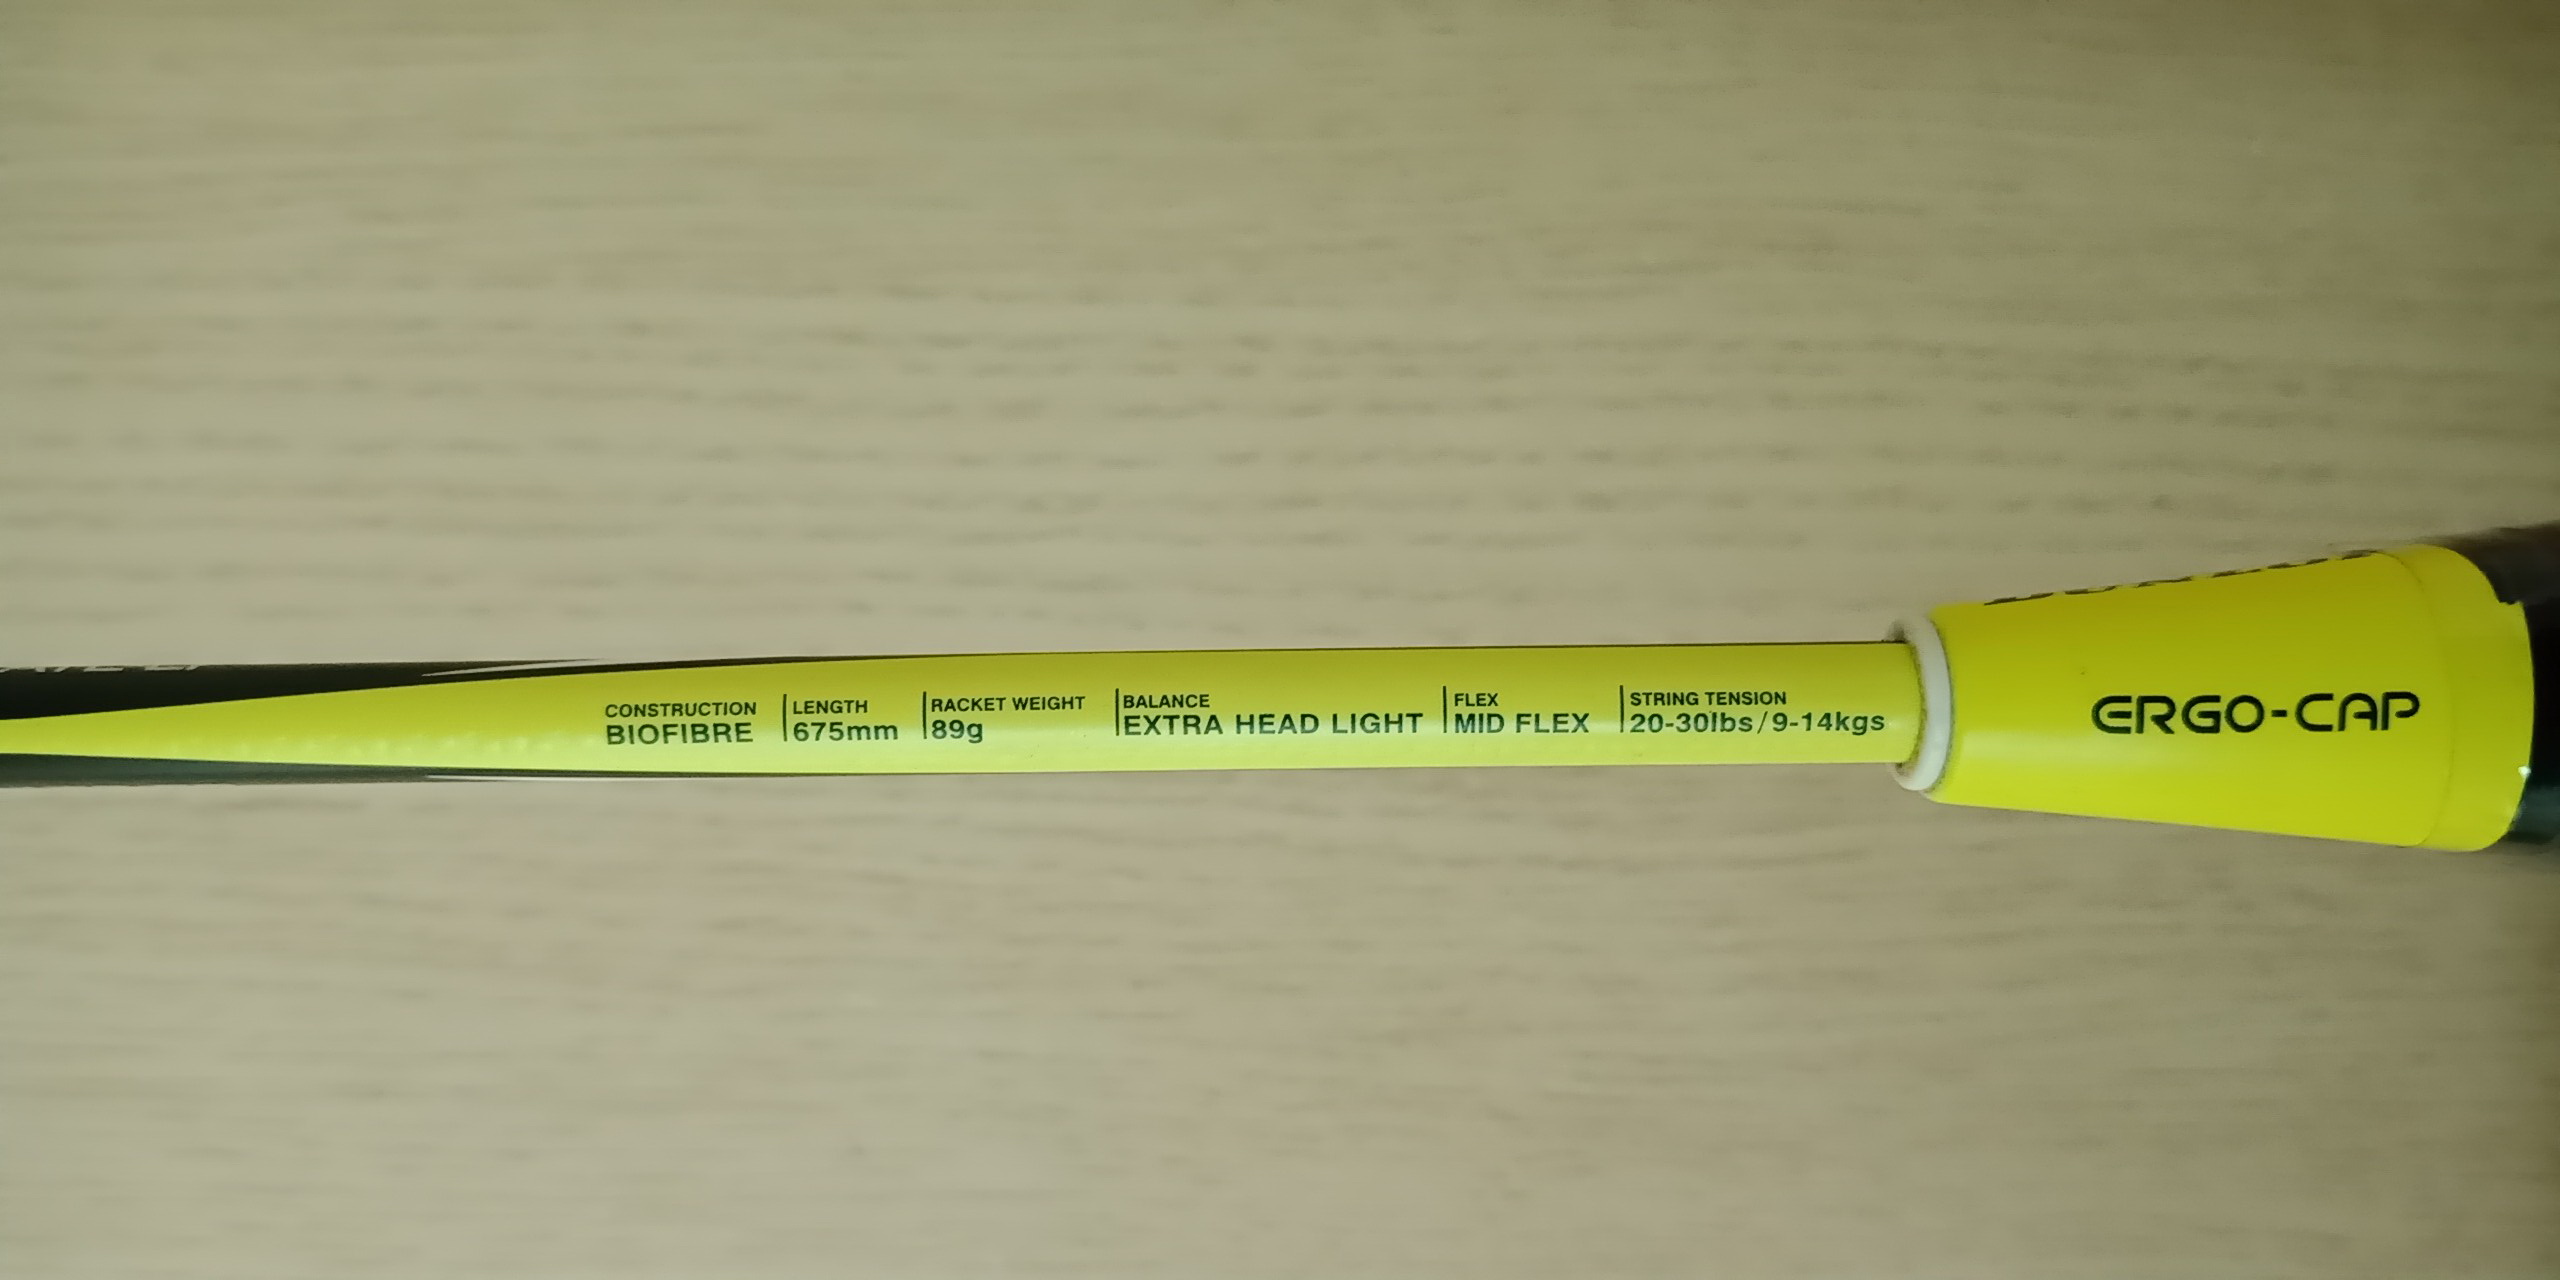 CONSTRUCTION
BIOFIBRE
LENGTH
675mm
RACKET WEIGHT
89g
BALANCE
EXTRA HEAD LIGHT
FLEX
MID FLEX
STRING TENSION
20-30lbs/9-14kgs
ERGO-CAP